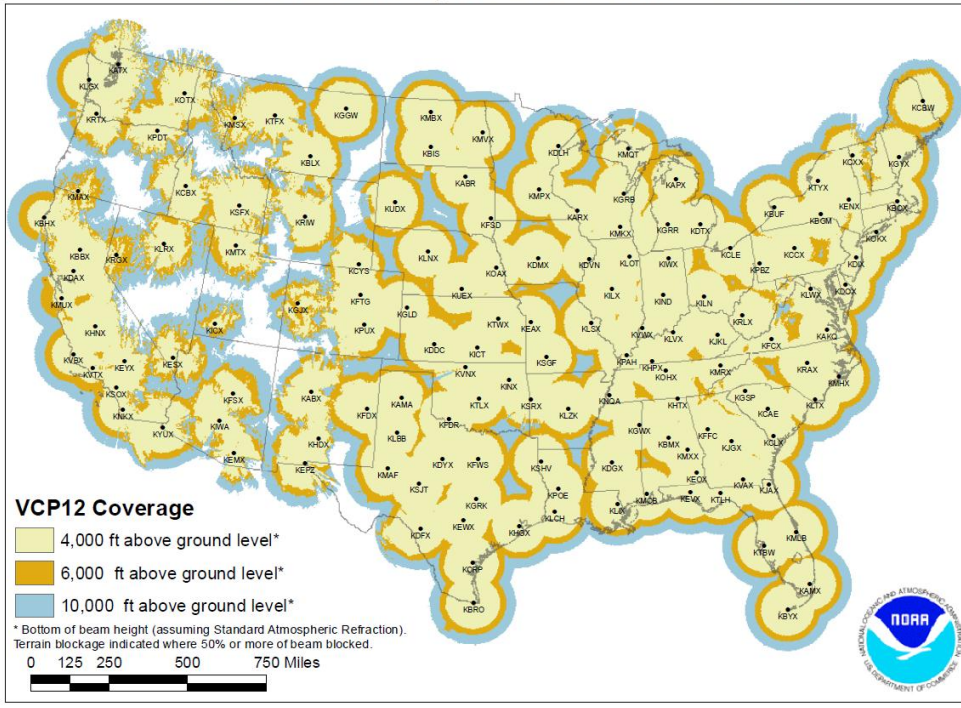 KATX
KLGX
KRTX
KOTX
KPDT
KMSX
KTFX
KGGW
KBLX
KMBX
KBIS
KMVX
KABR
KUDX
KDLH
KMQT
KMPX
KGRB
KAPX
KCBW
KGYX
KCXX
KTYX
KBUF
KBGM
KENX
KBOX
KOKX
KMAX
KBHX
KCBX
KSFX
KRIW
KFSD
KARX
KMKX
KGRR
KDTX
KCLE
KPBZ
KCCX
KDIX
KDOX
KLWX
KBBX
KDAX
KMUX
KRGX
KLRX
KMTX
KCYS
KLNX
KOAX
KDMX
KDVN
KLOT
KIWX
KFTG
KPUX
KGLD
KUEX
KTWX
KEAX
KILX
KIND
KILN
KRLX
KLSX
KVWX
KLVX
KJKL
KFCX
KAKQ
KHNX
KGJX
KICX
KESX
KVBX
KVTX
KEYX
KSOX
KNKX
KYUX
KFSX
KIWA
KEMX
KABX
KHDX
KEPZ
KDDC
KICT
KSGF
KPAH
KHPX
KOHX
KMRX
KRAX
KMHX
KVNX
KINX
KAMA
KFDX
KLBB
KTLX
KFDR
KSRX
KLZK
KNQA
KHTX
KGSP
KCAE
KLTX
KMAF
KDYX
KFWS
KSHV
KDGX
KGWX
KBMX
KMXX
KFFC
KJGX
KCLX
KSJT
KGRK
KPOE
KLCH
KLIX
KMOB
KEOX
KEVX
KTLH
KVAX
KJAX
KDFX
KEWX
KHGX
KCRP
KBRO
KMLB
KTBW
KAMX
KBYX
VCP12 Coverage
4,000 ft above ground level*
6,000 ft above ground level*
10,000 ft above ground level*
* Bottom of beam height (assuming Standard Atmospheric Refraction).
Terrain blockage indicated where 50% or more of beam blocked.
0 125 250 500 750 Miles
NATIONAL OCEANIC AND ATMOSPHERIC ADMINISTRATION
NOAA
U.S. DEPARTMENT OF COMMERCE